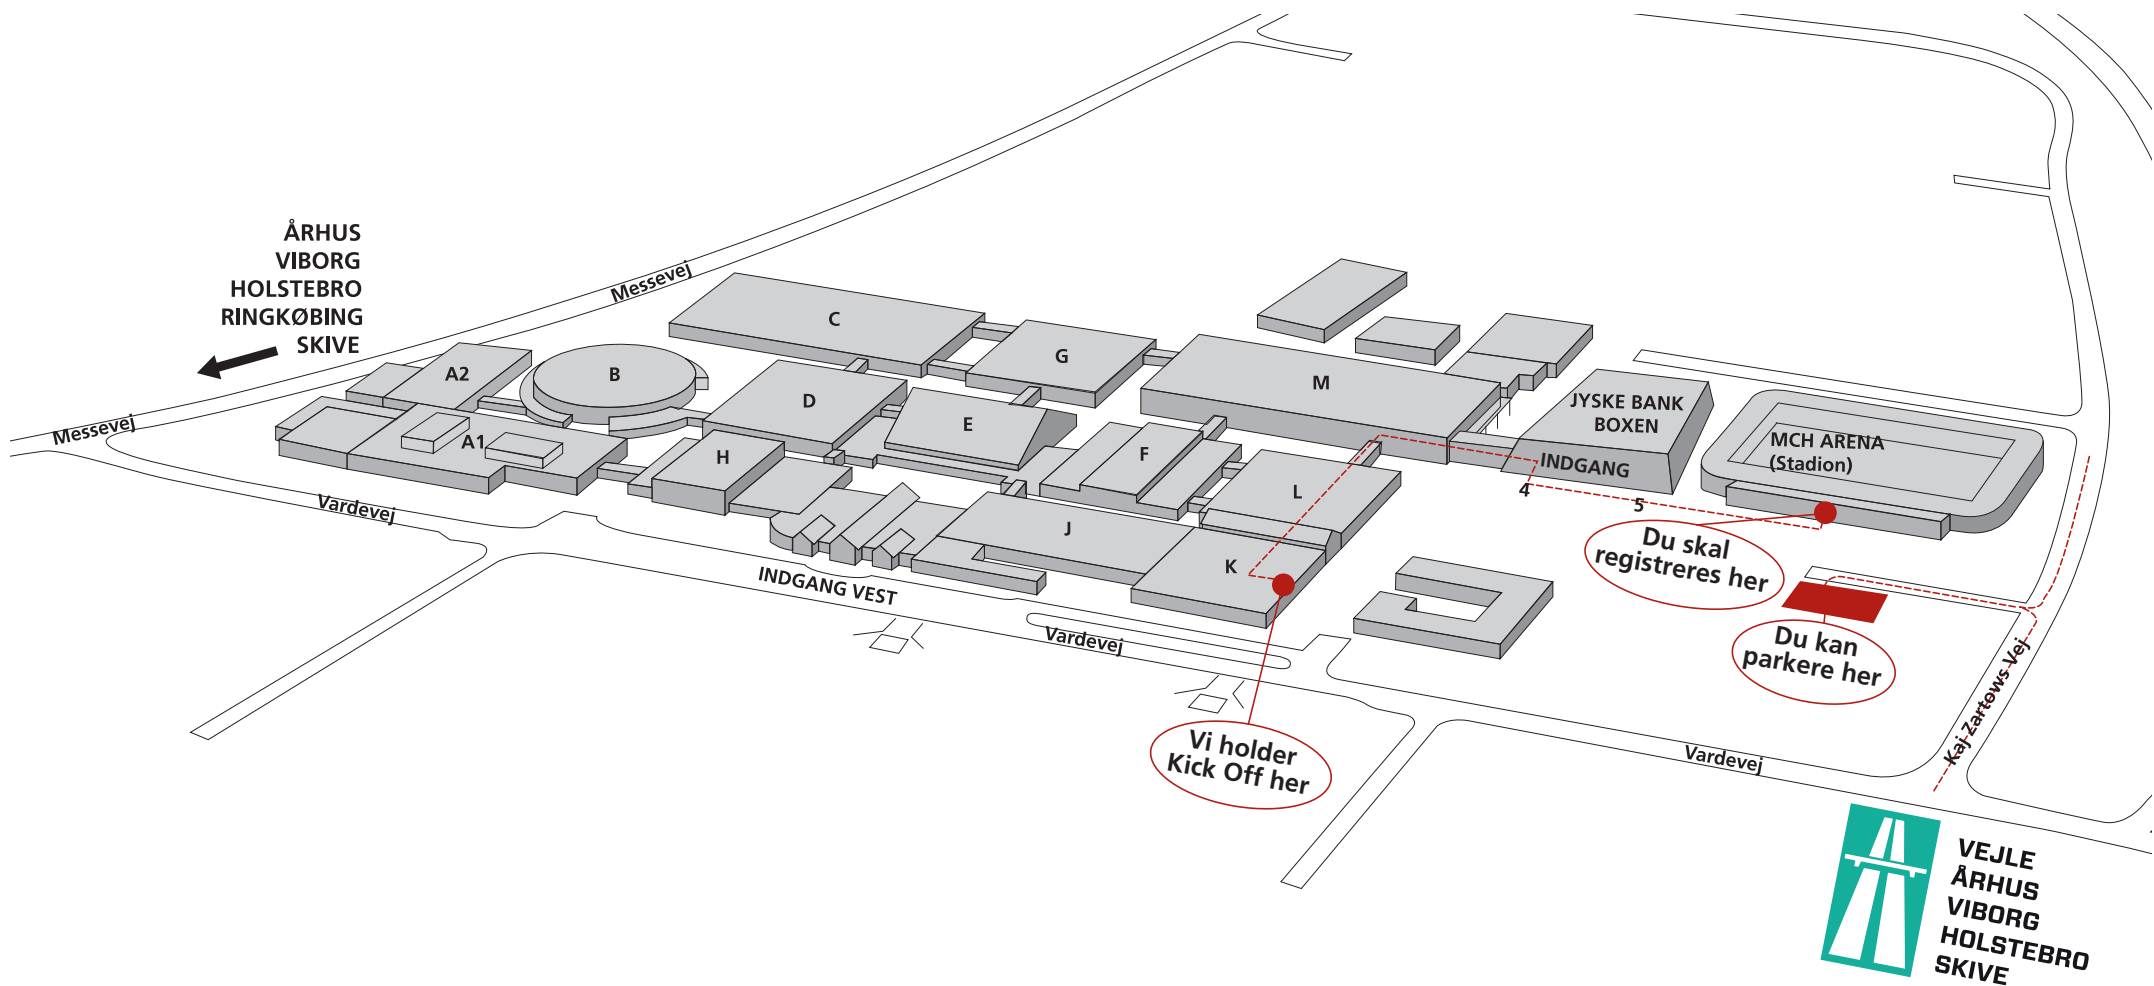 ÅRHUS
VIBORG
HOLSTEBRO
RINGKØBING
SKIVE
Messevej
Messevej
Vardevej
A2
A1
B
C
D
E
F
G
H
J
K
L
M
JYSKE BANK
BOXEN
INDGANG
4
5
MCH ARENA
(Stadion)
INDGANG VEST
Vardevej
Du skal
registreres her
Du kan
parkere her
Vi holder
Kick Off her
Vardevej
Kaj Zartows Vej
VEJLE
ÅRHUS
VIBORG
HOLSTEBRO
SKIVE